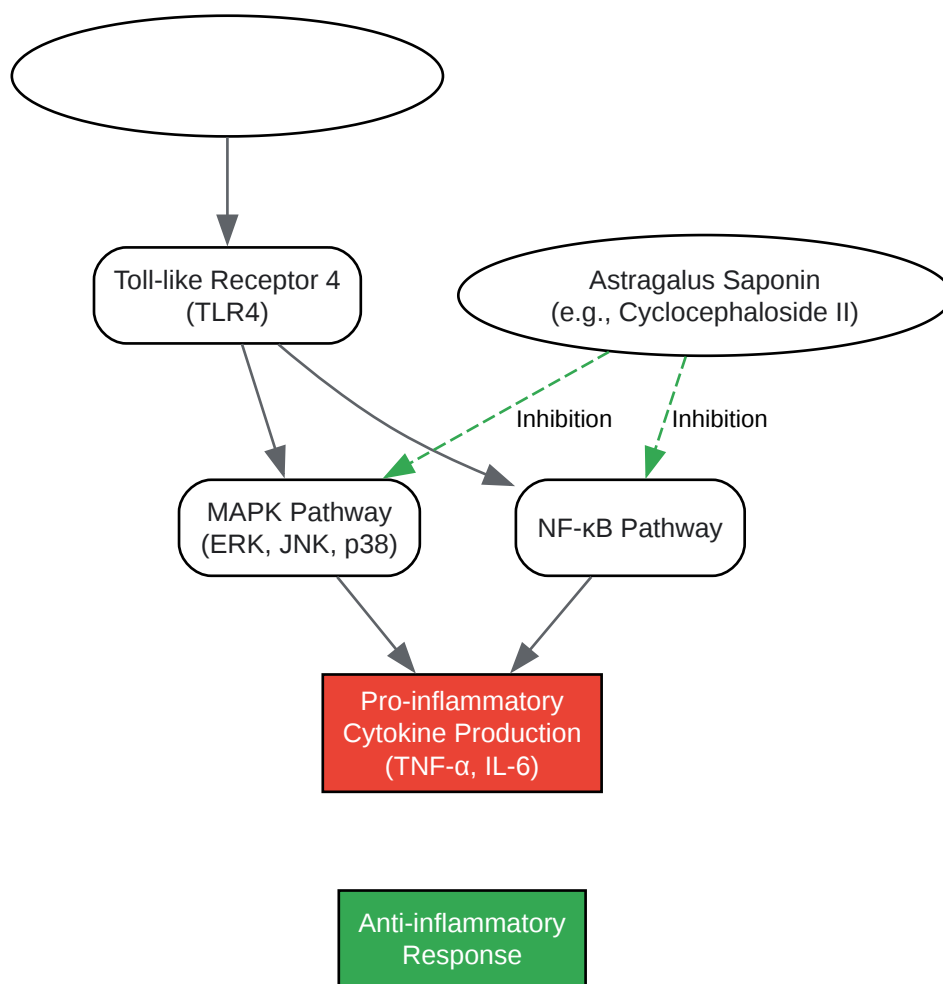 Toll-like Receptor 4
(TLR4)
Astragalus Saponin
(e.g., Cyclocephaloside II)
Inhibition
Inhibition
MAPK Pathway
(ERK, JNK, p38)
NF-κB Pathway
Pro-inflammatory
Cytokine Production
(TNF-α, IL-6)
Anti-inflammatory
Response